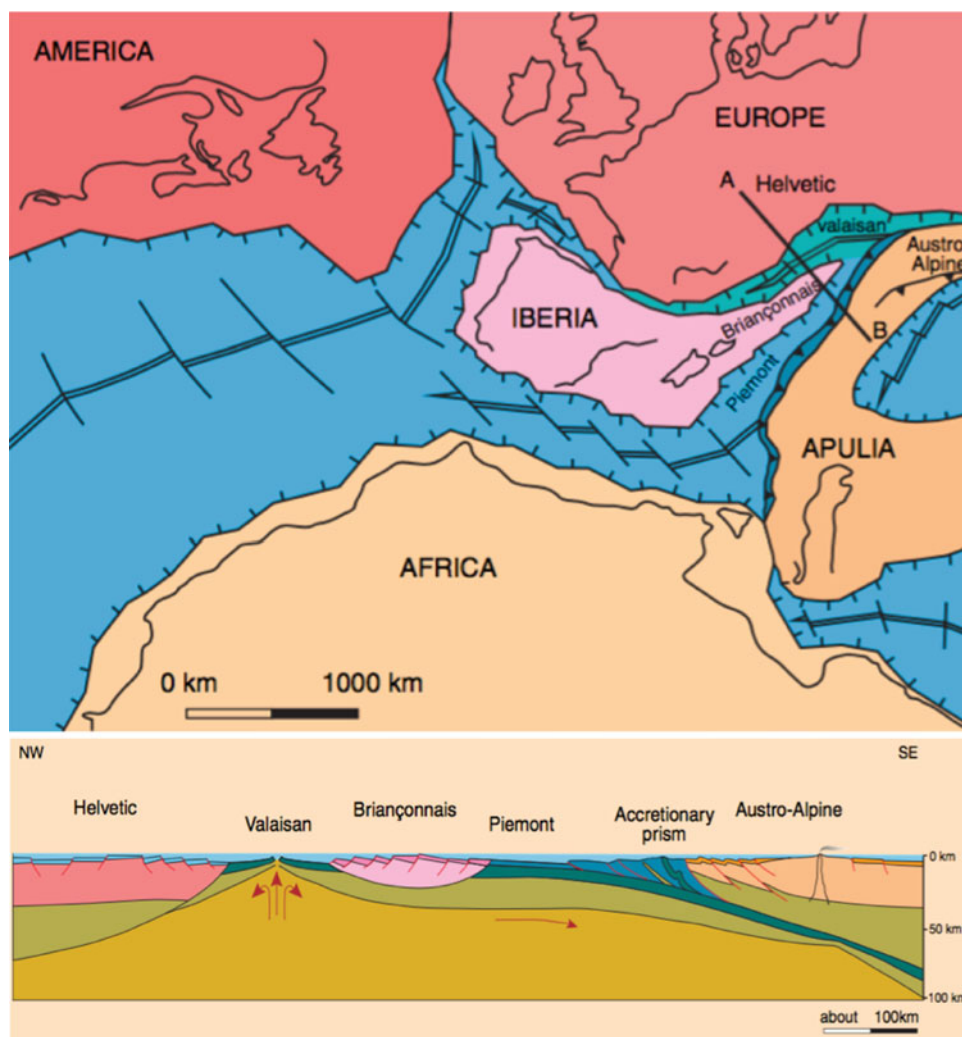 AMERICA
EUROPE
A
Helvetic
valaisan
Austro
Alpine
IBERIA
Briançonnais
B
Piemont
APULIA
AFRICA
0 km 1000 km
NW SE
Helvetic Valaisan Briançonnais Piemont Accretionary Austro-Alpine
prism
0 km
50 km
100 km
about 100km